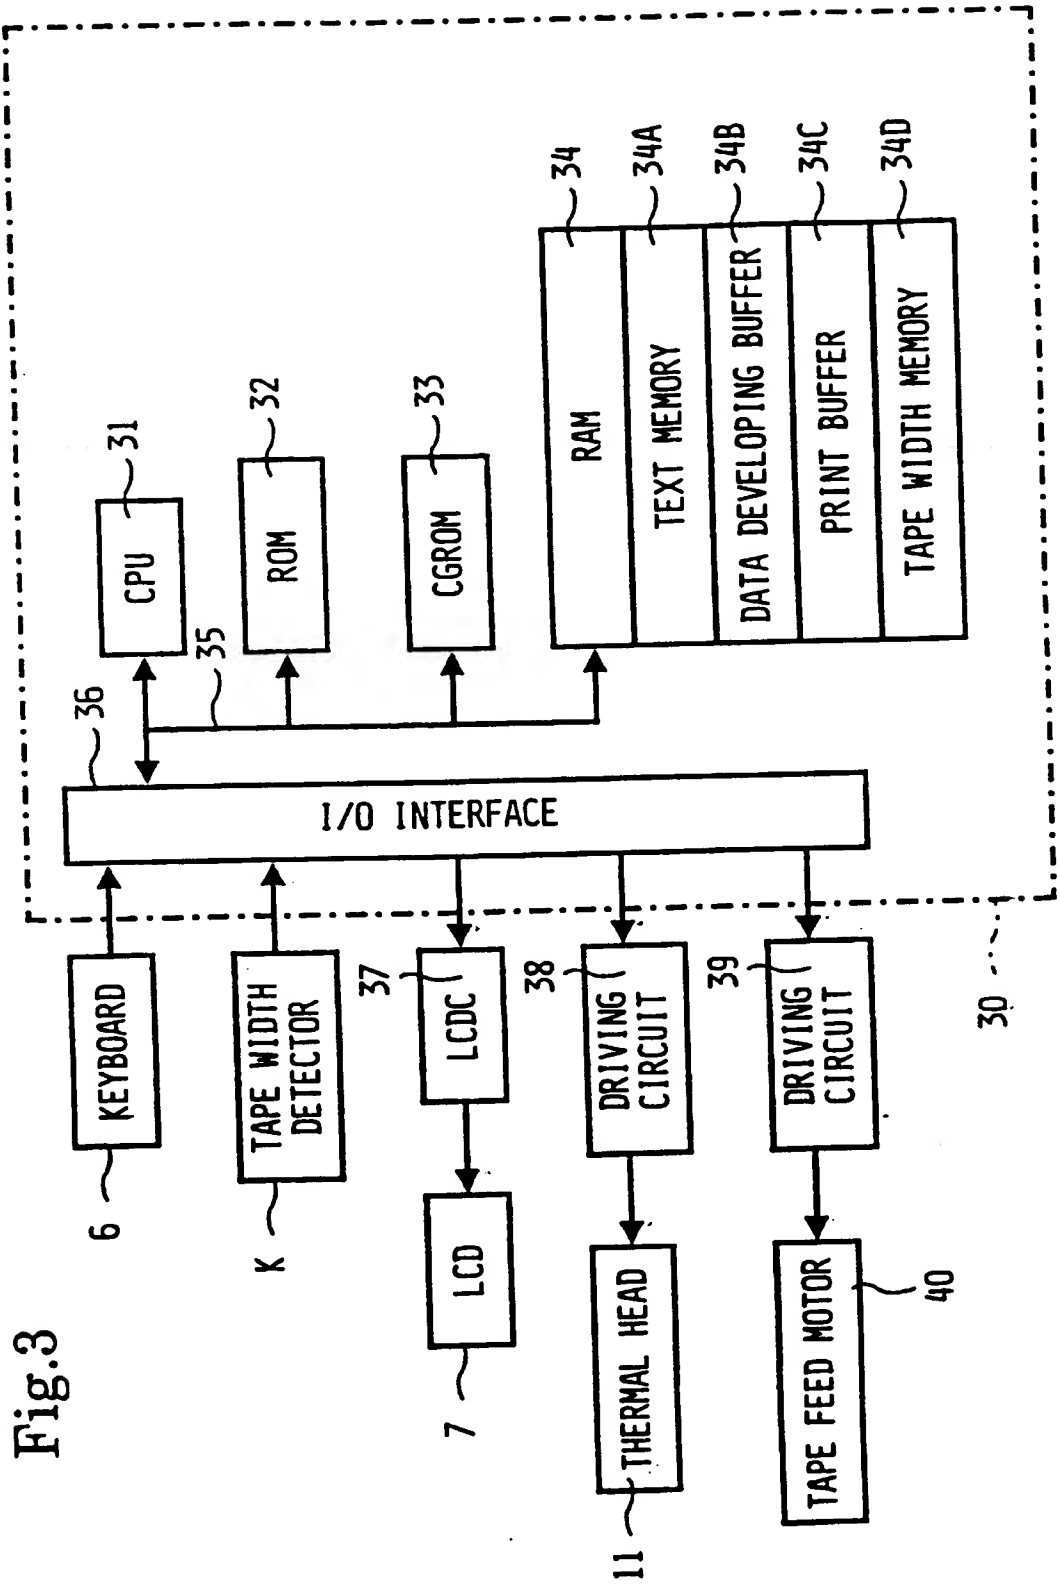 Fig.3
6
KEYBOARD
K
TAPE WIDTH
DETECTOR
7
LCD
37
LCDC
11
THERMAL HEAD
38
DRIVING
CIRCUIT
TAPE FEED MOTOR
40
39
DRIVING
CIRCUIT
30
36
I/O INTERFACE
35
CPU
31
ROM
32
CGROM
33
RAM
34
TEXT MEMORY
34A
DATA DEVELOPING BUFFER
34B
PRINT BUFFER
34C
TAPE WIDTH MEMORY
34D